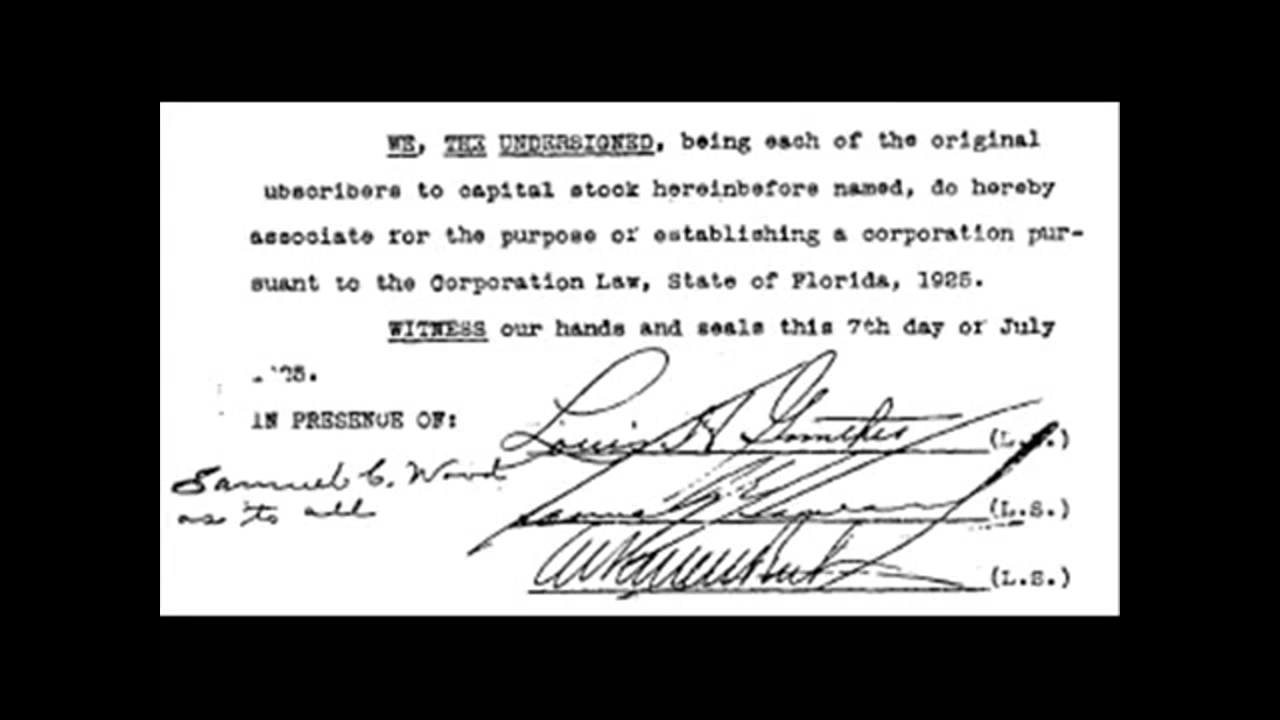 WE, THE UNDERSIGNED, being each of the original
ubscribers to capital stock hereinbefore named, do hereby
associate for the purpose of establishing a corporation pur-
suant to the Corporation Law, State of Florida, 1925.
WITNESS our hands and seals this 7th day of July
IN PRESENCE OF:
Louis A (L.S.)
Samuel C. Ward
as to all
(L.S.)
(L.S.)